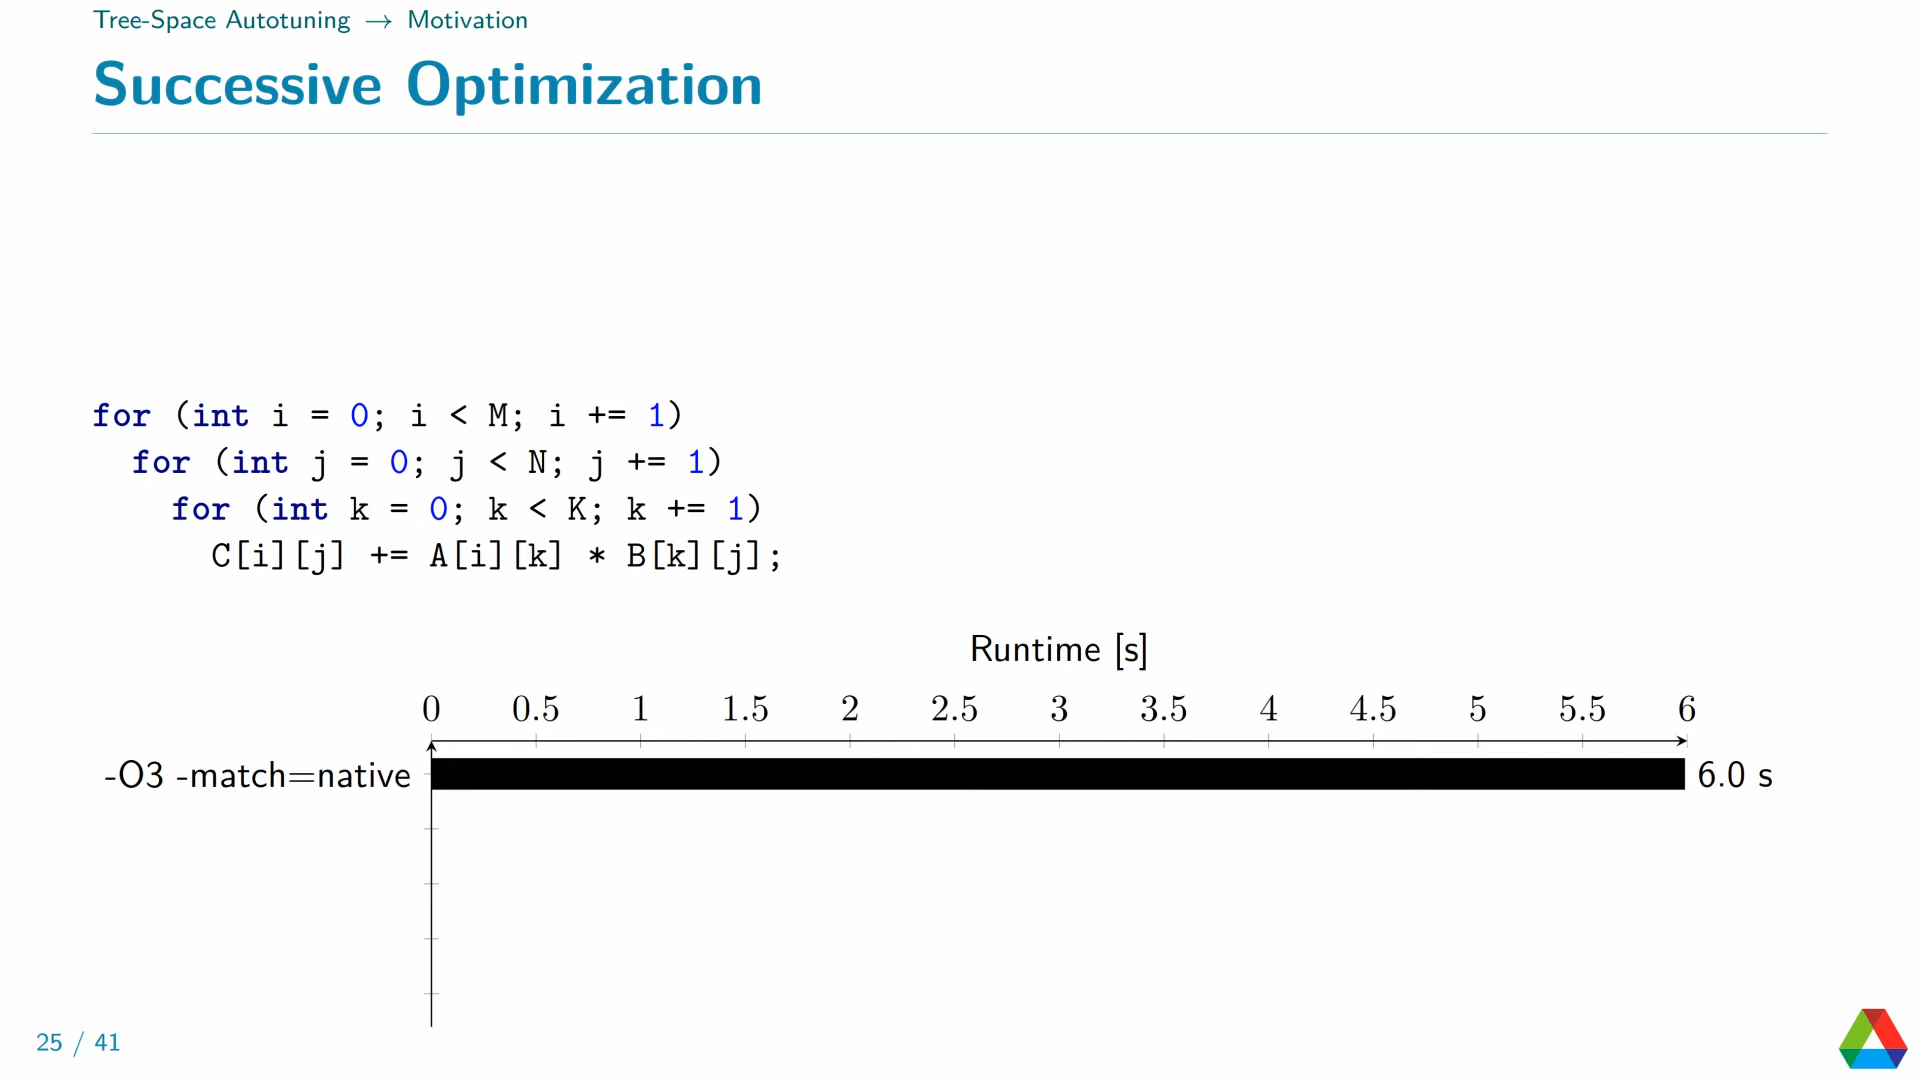 Tree-Space Autotuning → Motivation
Successive Optimization
for (int i = 0; i < M; i += 1)
for (int j = 0; j < N; j += 1)
for (int k = 0; k < K; k += 1)
C[i][j] += A[i][k] * B[k][j];
Runtime [s]
0 0.5 1 1.5 2 2.5 3 3.5 4 4.5 5 5.5 6
-O3 -match=native 6.0 s
25 / 41